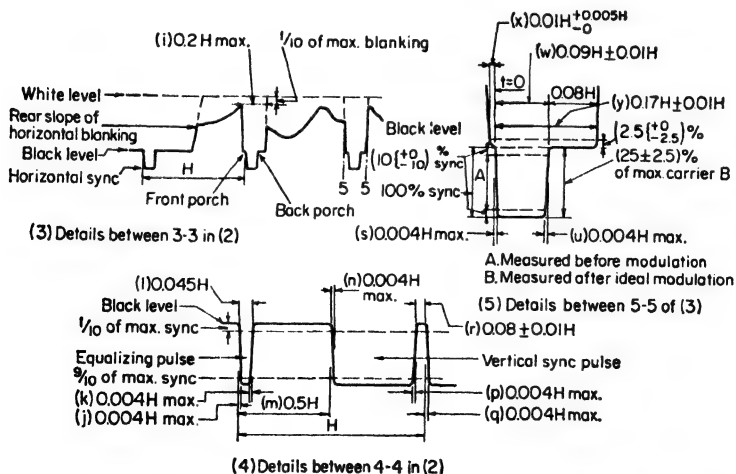 (i) 0.2 H max.
1/10 of max. blanking
White level
Rear slope of
horizontal blanking
Black level
Horizontal sync
H
Front porch
Back porch
5 5
(3) Details between 3-3 in (2)
(x) 0.01H +0.005H -0
(w) 0.09H ± 0.01H
t=0
0.08H
(y) 0.17H ± 001H
Black level
(2.5{+0 -2.5)%
(10{+0 -10) % sync
A
(25 ± 2.5)%
of max. carrier B
100% sync
(s) 0.004H max.
(u) 0.004H max.
A. Measured before modulation
B. Measured after ideal modulation
(5) Details between 5-5 of (3)
(l) 0.045H
(n) 0.004H
max.
Black level
1/10 of max. sync
(r) 0.08 ± 0.01H
Equalizing pulse
Vertical sync pulse
9/10 of max. sync
(k) 0.004H max.
(m) 0.5H
(p) 0.004H max.
(j) 0.004H max.
(q) 0.004H max.
H
(4) Details between 4-4 in (2)